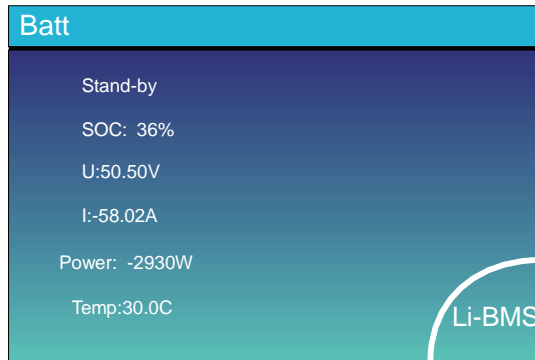 Batt
Stand-by
SOC: 36%
U:50.50V
I:-58.02A
Power: -2930W
Temp:30.0C
Li-BMS